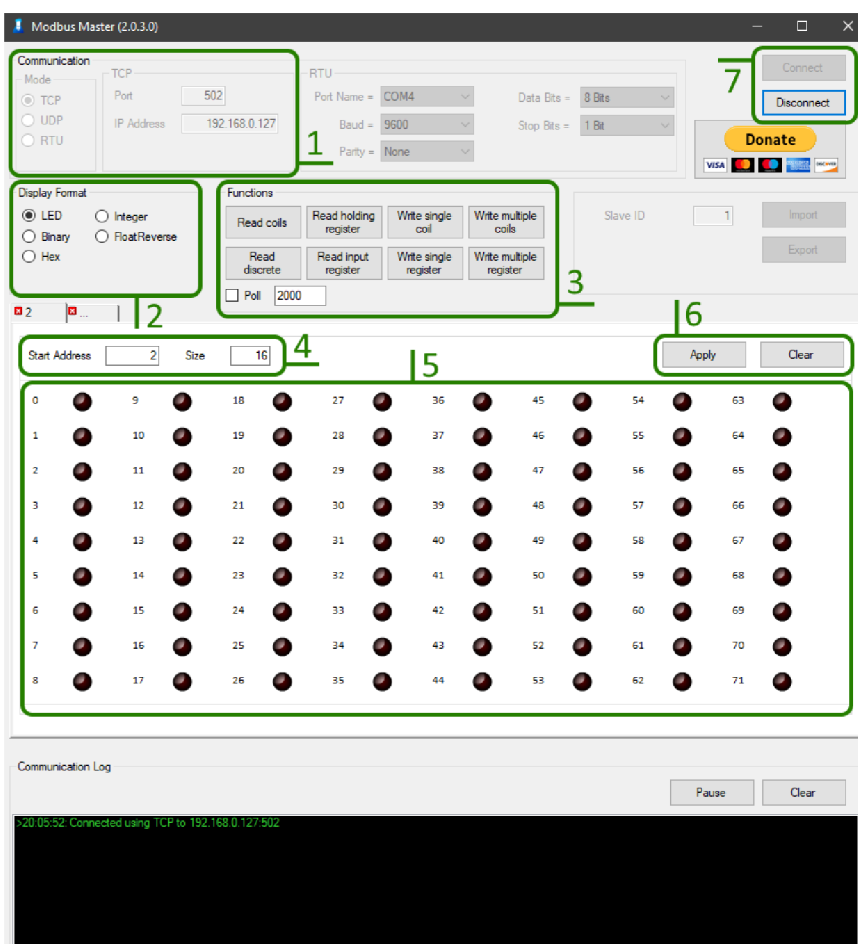 Modbus Master (2.0.3.0)
Communication
Mode
TCP
UDP
RTU
TCP
Port 502
IP Address 192.168.0.127
1
RTU
Port Name = COM4
Baud = 9600
Parity = None
Data Bits = 8 Bits
Stop Bits = 1 Bit
7
Connect
Disconnect
Donate
VISA
DISCOVER
Display Format
LED Integer
Binary FloatReverse
Hex
2
Functions
Read coils Read holding register Write single coil Write multiple coils
Read discrete Read input register Write single register Write multiple register
Poll 2000
3
Slave ID 1
Import
Export
2 ...
Start Address 2 Size 16
4
5
6
Apply Clear
0 9 18 27 36 45 54 63
1 10 19 28 37 46 55 64
2 11 20 29 38 47 56 65
3 12 21 30 39 48 57 66
4 13 22 31 40 49 58 67
5 14 23 32 41 50 59 68
6 15 24 33 42 51 60 69
7 16 25 34 43 52 61 70
8 17 26 35 44 53 62 71
Communication Log
Pause Clear
>20:05:52: Connected using TCP to 192.168.0.127:502